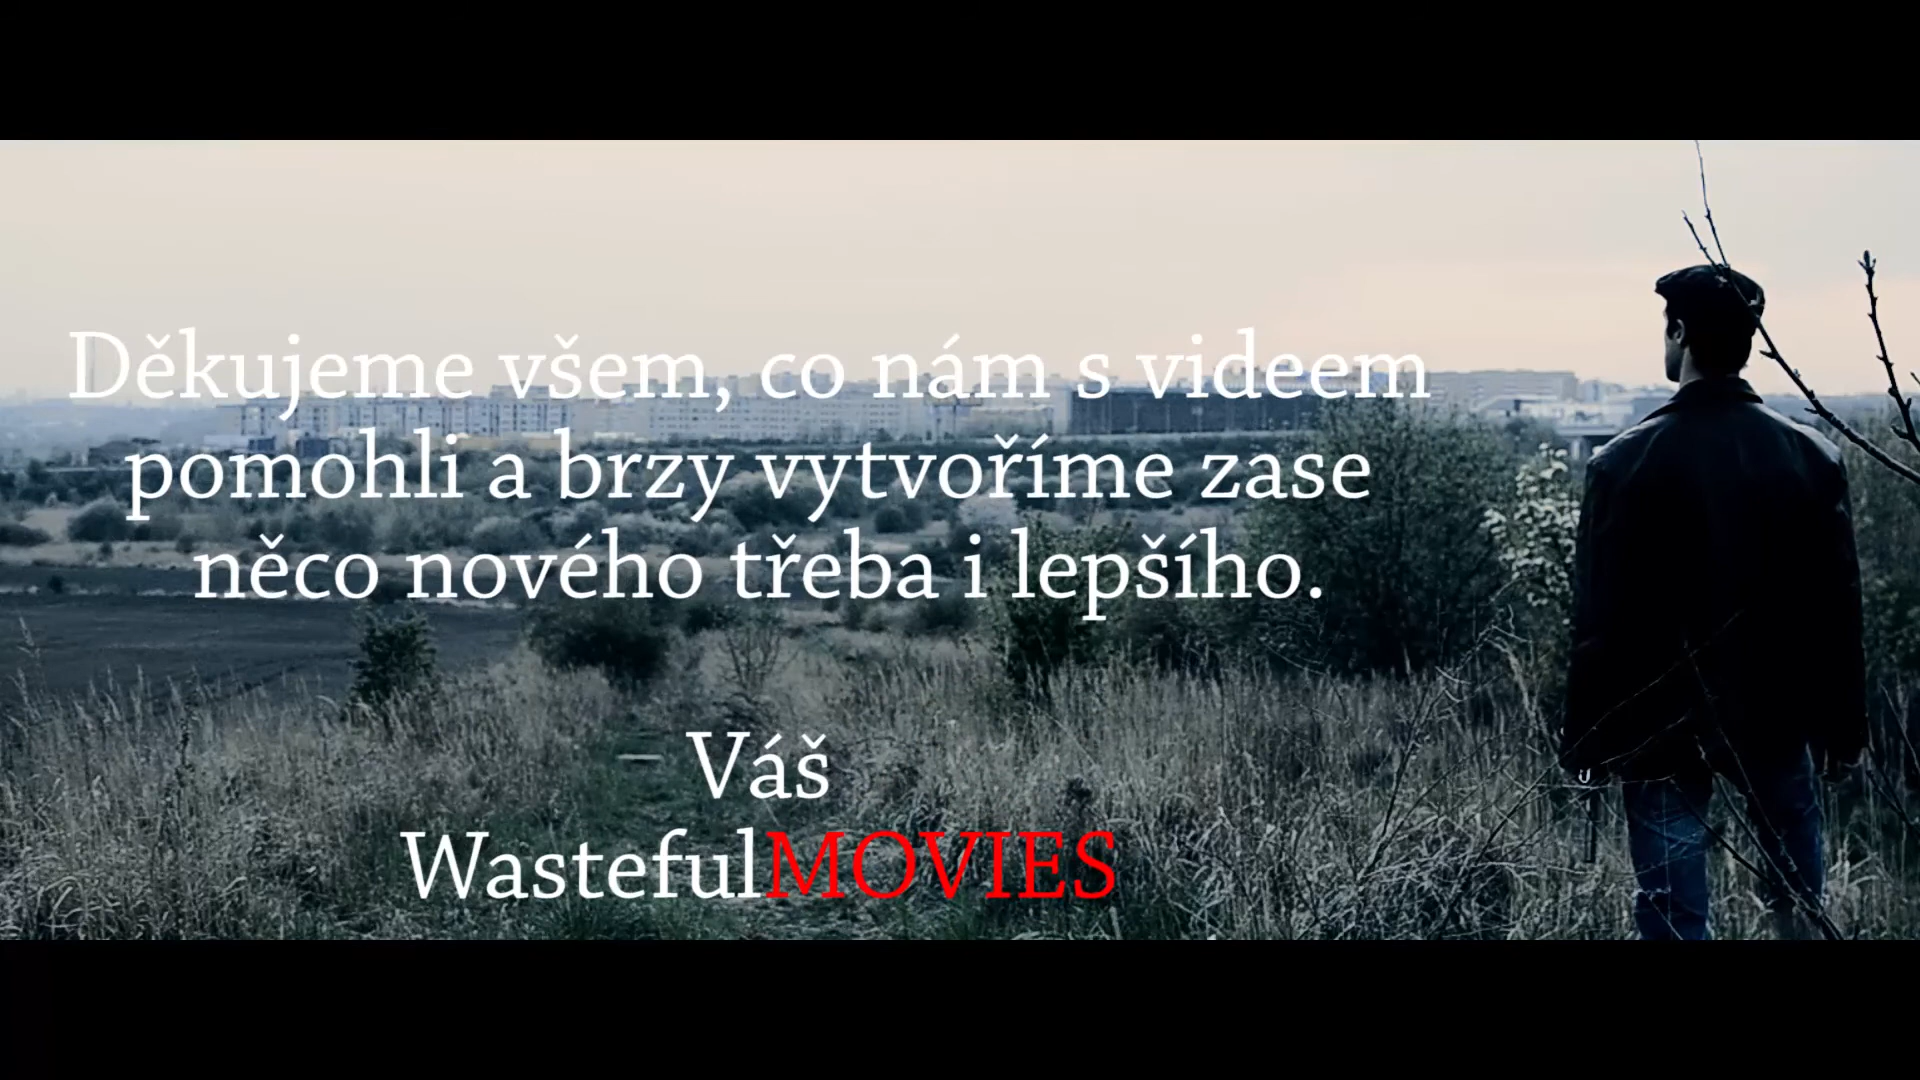 Děkujeme všem, co nám s videem
pomohli a brzy vytvoříme zase
něco nového třeba i lepšího.
Váš
WastefulMOVIES